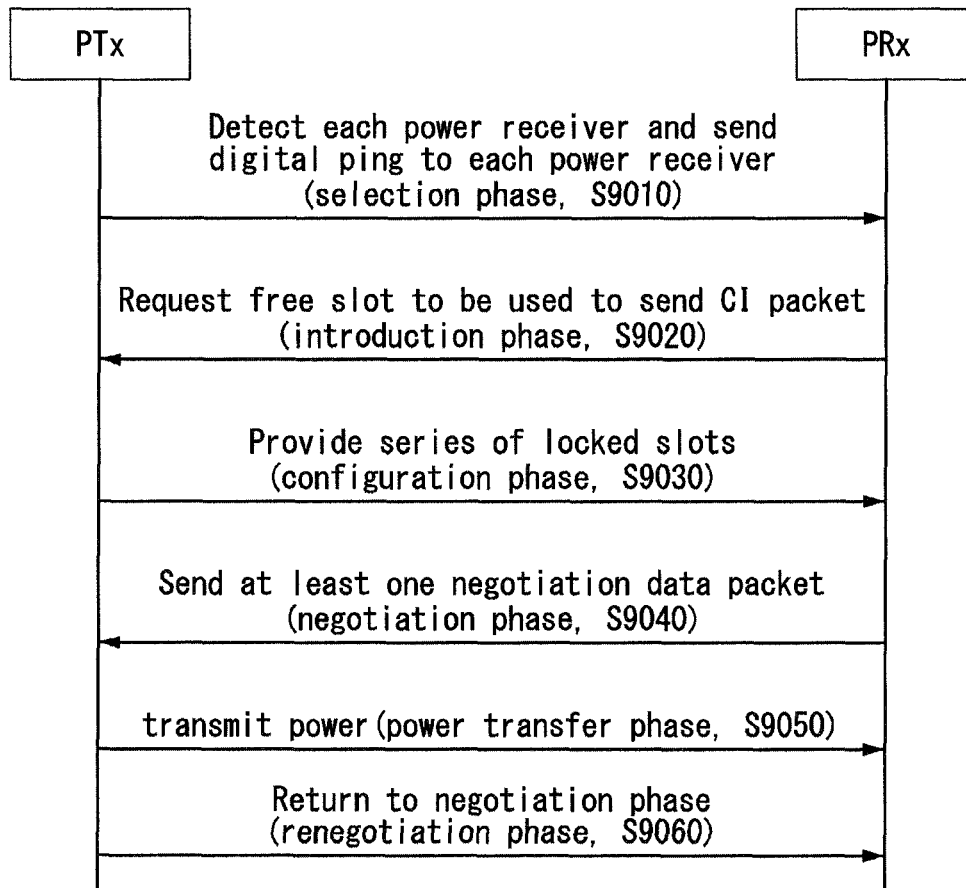 PTx
PRx
Detect each power receiver and send
digital ping to each power receiver
(selection phase, S9010)
Request free slot to be used to send CI packet
(introduction phase, S9020)
Provide series of locked slots
(configuration phase, S9030)
Send at least one negotiation data packet
(negotiation phase, S9040)
transmit power(power transfer phase, S9050)
Return to negotiation phase
(renegotiation phase, S9060)